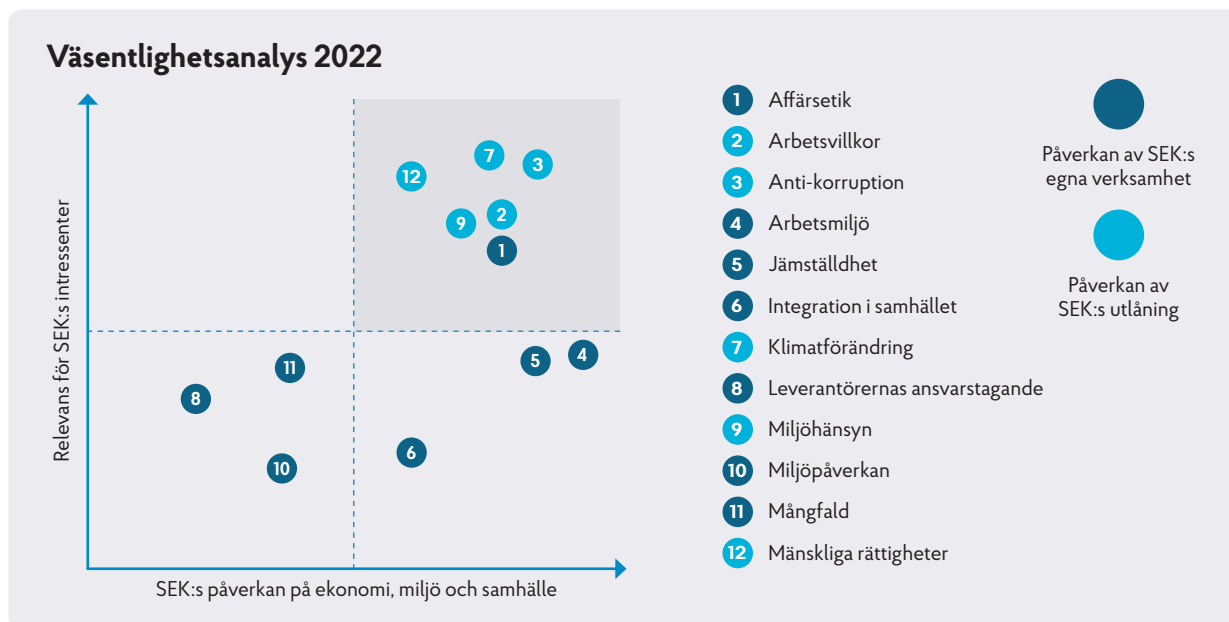 Väsentlighetsanalys 2022
Relevans för SEK:s intressenter
7
3
12
2
9
1
4
5
11
8
6
10
SEK:s påverkan på ekonomi, miljö och samhälle
1 Affärsetik
2 Arbetsvillkor
3 Anti-korruption
4 Arbetsmiljö
5 Jämställdhet
6 Integration i samhället
7 Klimatförändring
8 Leverantörernas ansvarstagande
9 Miljöhänsyn
10 Miljöpåverkan
11 Mångfald
12 Mänskliga rättigheter
Påverkan av SEK:s
egna verksamhet
Påverkan av
SEK:s utlåning